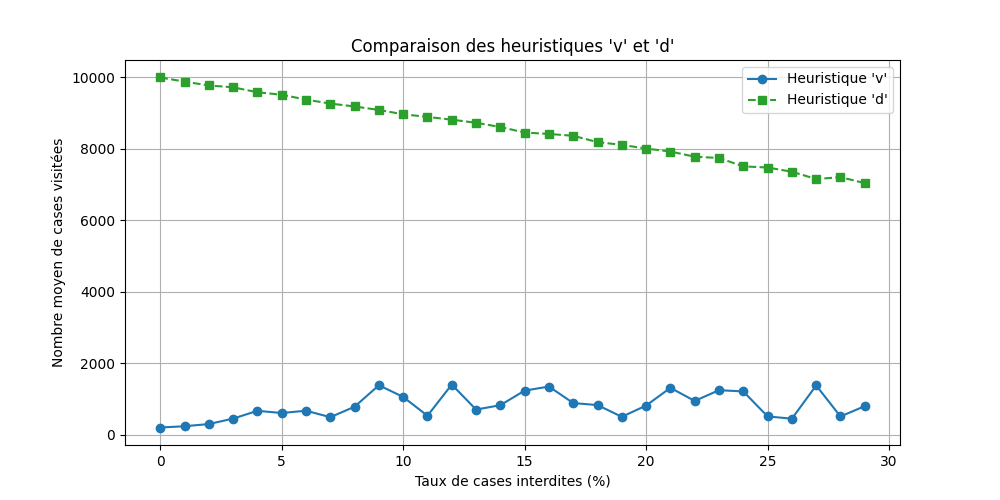 Comparaison des heuristiques 'v' et 'd'
Heuristique 'v'
Heuristique 'd'
Nombre moyen de cases visitées
10000
8000
6000
4000
2000
0
0 5 10 15 20 25 30
Taux de cases interdites (%)